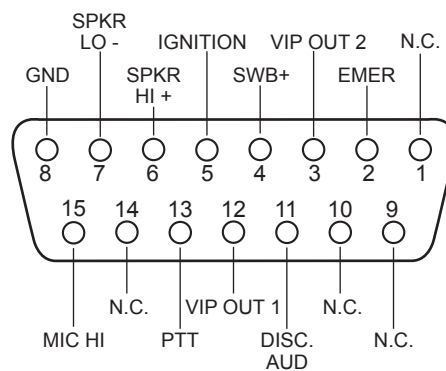 SPKR
LO -
IGNITION
VIP OUT 2
N.C.
GND
SPKR
HI +
SWB+
EMER
8 7 6 5 4 3 2 1
15 14 13 12 11 10 9
N.C.
VIP OUT 1
N.C.
MIC HI
PTT
DISC.
AUD
N.C.